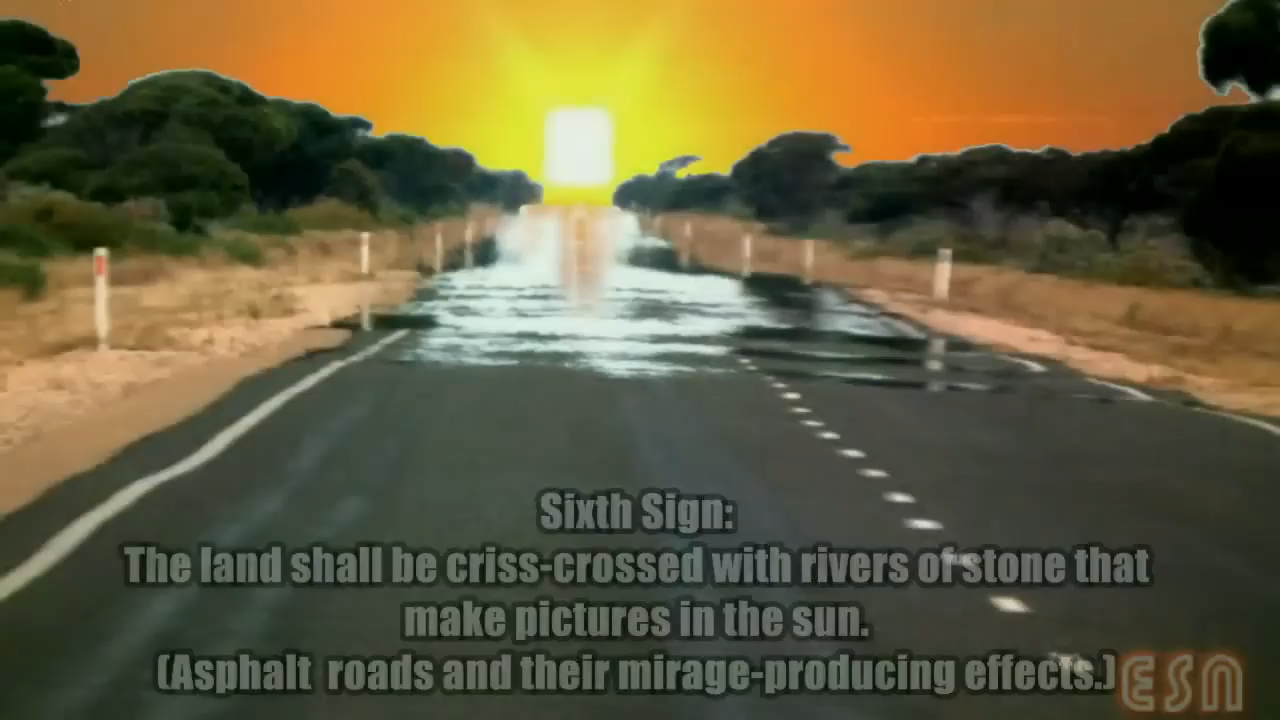 Sixth Sign:
The land shall be criss-crossed with rivers of stone that
make pictures in the sun.
(Asphalt roads and their mirage-producing effects.)
ESN